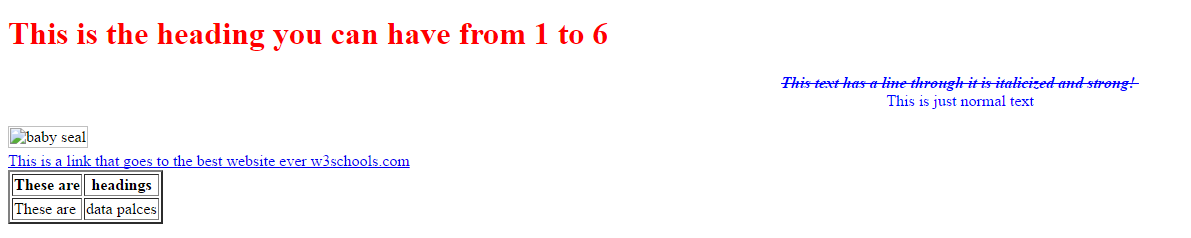 This is the heading you can have from 1 to 6
This text has a line through it is italicized and strong!
This is just normal text
baby seal
This is a link that goes to the best website ever w3schools.com
These are headings
These are data palces